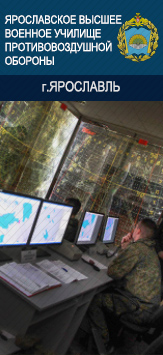 ЯРОСЛАВСКОЕ ВЫСШЕЕ
ВОЕННОЕ УЧИЛИЩЕ
ПРОТИВОВОЗДУШНОЙ
ОБОРОНЫ
г.ЯРОСЛАВЛЬ